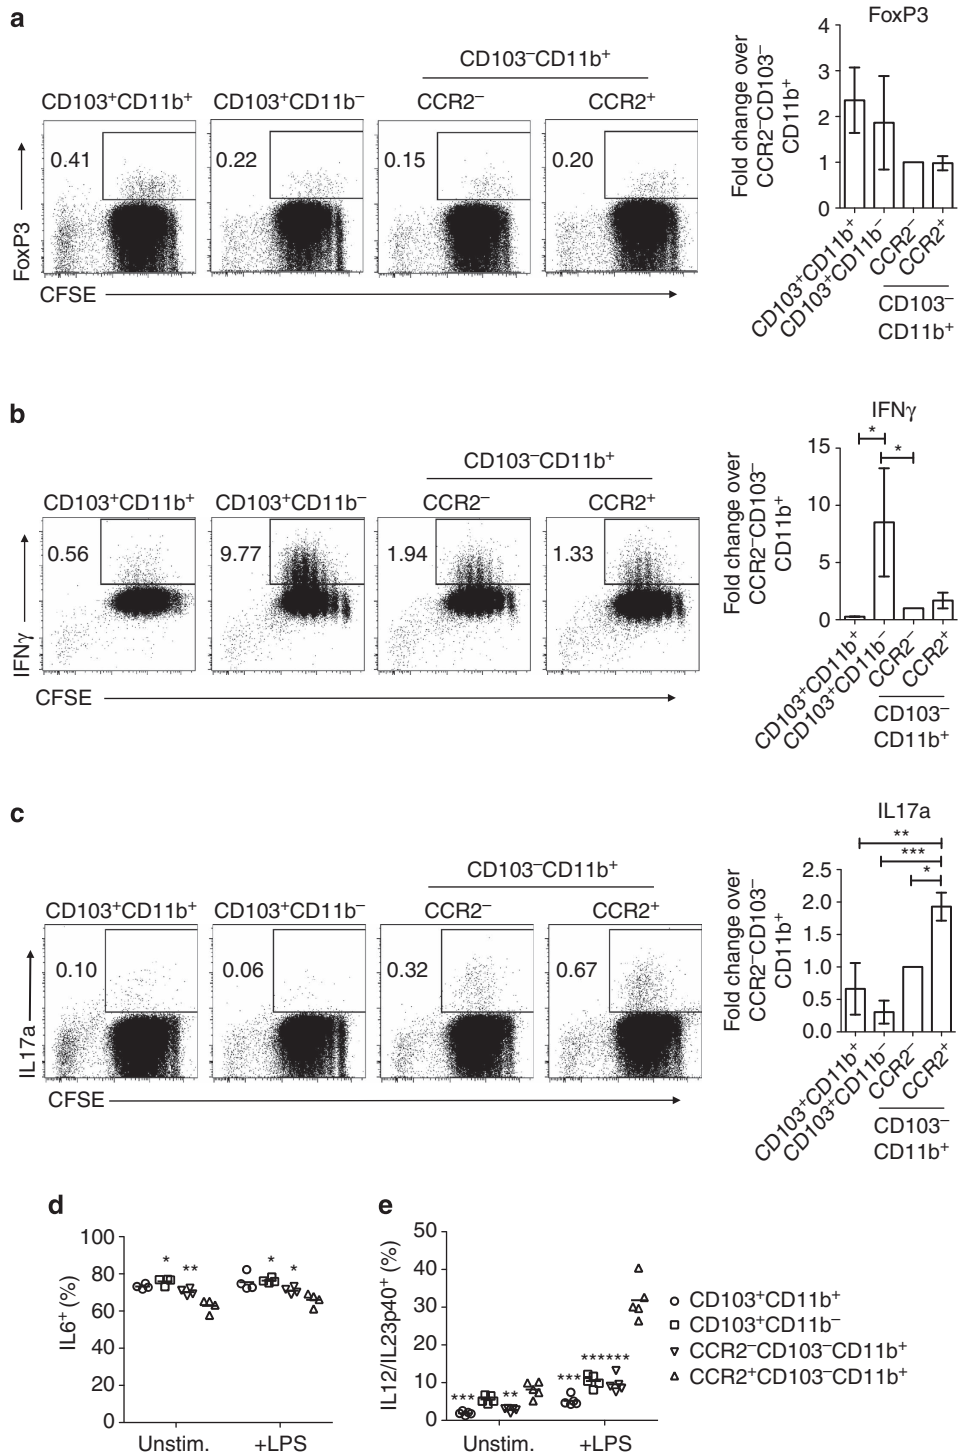 a
CD103⁻CD11b⁺
CD103⁺CD11b⁺
CD103⁺CD11b⁻
CCR2⁻
CCR2⁺
0.41
0.22
0.15
0.20
FoxP3
CFSE
FoxP3
Fold change over
CCR2⁻CD103⁻
CD11b⁺
4
3
2
1
0
CD103⁺CD11b⁺
CD103⁺CD11b⁻
CCR2⁻
CCR2⁺
CD103⁻
CD11b⁺
b
CD103⁻CD11b⁺
CD103⁺CD11b⁺
CD103⁺CD11b⁻
CCR2⁻
CCR2⁺
0.56
9.77
1.94
1.33
IFNγ
CFSE
IFNγ
*
*
Fold change over
CCR2⁻CD103⁻
CD11b⁺
15
10
5
0
CD103⁺CD11b⁺
CD103⁺CD11b⁻
CCR2⁻
CCR2⁺
CD103⁻
CD11b⁺
c
CD103⁻CD11b⁺
CD103⁺CD11b⁺
CD103⁺CD11b⁻
CCR2⁻
CCR2⁺
0.10
0.06
0.32
0.67
IL17a
CFSE
IL17a
**
***
*
Fold change over
CCR2⁻CD103⁻
CD11b⁺
2.5
2.0
1.5
1.0
0.5
0.0
CD103⁺CD11b⁺
CD103⁺CD11b⁻
CCR2⁻
CCR2⁺
CD103⁻
CD11b⁺
d
IL6⁺ (%)
100
80
60
40
20
0
* ** * *
Unstim. +LPS
e
IL12/IL23p40⁺ (%)
50
40
30
20
10
0
*** ** *** *** ***
Unstim. +LPS
CD103⁺CD11b⁺
CD103⁺CD11b⁻
CCR2⁻CD103⁻CD11b⁺
CCR2⁺CD103⁻CD11b⁺